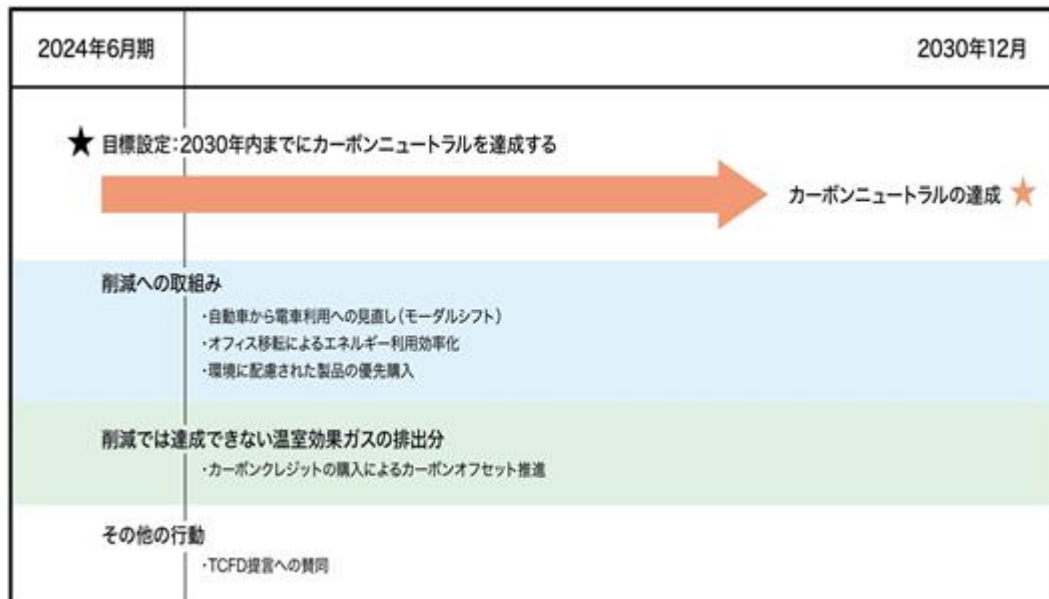 2024年6月期
2030年12月
★ 目標設定：2030年内までにカーボンニュートラルを達成する
カーボンニュートラルの達成 ★
削減への取組み
・自動車から電車利用への見直し（モーダルシフト）
・オフィス移転によるエネルギー利用効率化
・環境に配慮された製品の優先購入
削減では達成できない温室効果ガスの排出分
・カーボンクレジットの購入によるカーボンオフセット推進
その他の行動
・TCFD提言への賛同